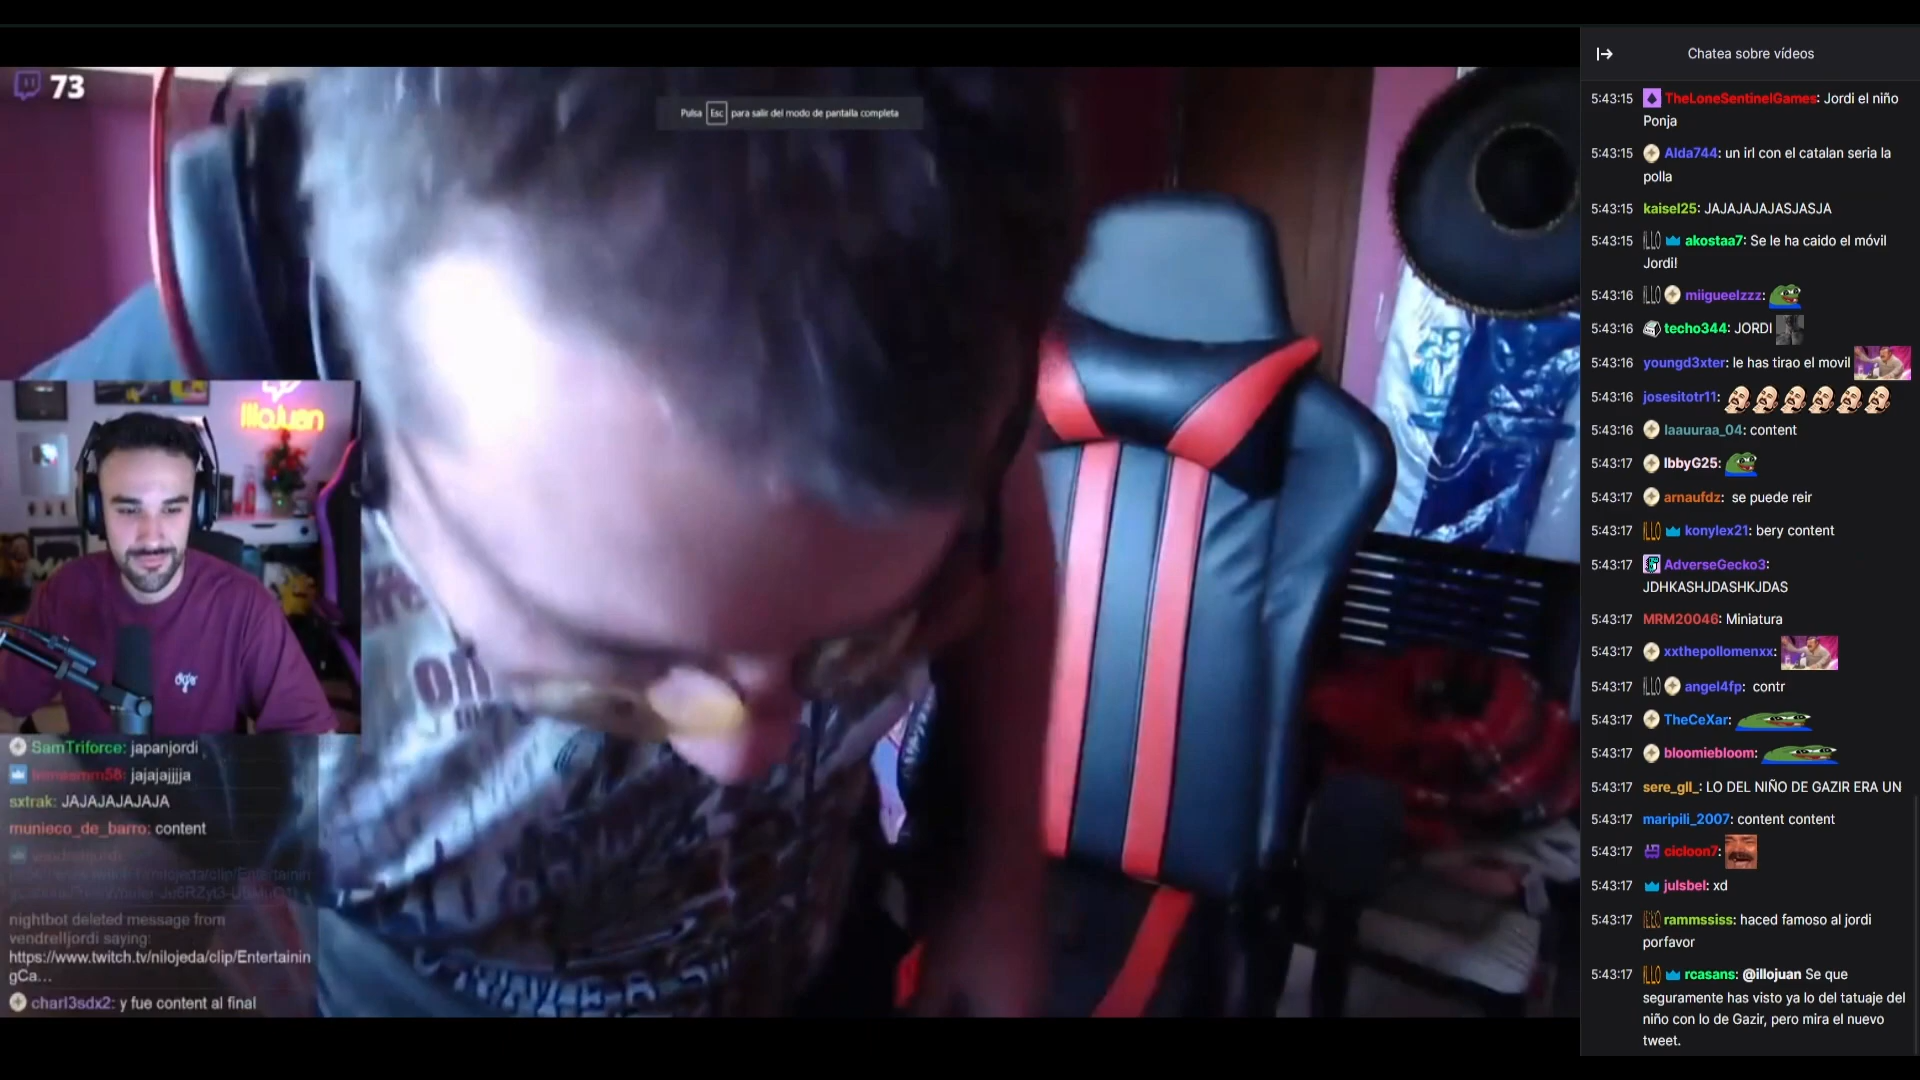 73
Pulsa Esc para salir del modo de pantalla completa
illojuan
SamTriforce: japanjordi
jajajajjjja
sxtrak: JAJAJAJAJAJA
munieco_de_barro: content
nightbot deleted message from
vendrelljordi saying:
https://www.twitch.tv/nilojeda/clip/Entertainin
gCa...
charl3sdx2: y fue content al final
Chatea sobre vídeos
5:43:15 TheLoneSentinelGames: Jordi el niño
Ponja
5:43:15 Alda744: un irl con el catalan seria la
polla
5:43:15 kaisel25: JAJAJAJAJASJASJA
5:43:15 ILLO akostaa7: Se le ha caido el móvil
Jordi!
5:43:16 ILLO miigueelzzz:
5:43:16 techo344: JORDI
5:43:16 youngd3xter: le has tirao el movil
5:43:16 josesitotr11:
5:43:16 laauuraa_04: content
5:43:17 IbbyG25:
5:43:17 arnaufdz: se puede reir
5:43:17 ILLO konylex21: bery content
5:43:17 AdverseGecko3:
JDHKASHJDASHKJDAS
5:43:17 MRM20046: Miniatura
5:43:17 xxthepollomenxx:
5:43:17 ILLO angel4fp: contr
5:43:17 TheCeXar:
5:43:17 bloomiebloom:
5:43:17 sere_gll_: LO DEL NIÑO DE GAZIR ERA UN
5:43:17 maripili_2007: content content
5:43:17 cicloon7:
5:43:17 julsbel: xd
5:43:17 rammssiss: haced famoso al jordi
porfavor
5:43:17 ILLO rcasans: @illojuan Se que
seguramente has visto ya lo del tatuaje del
niño con lo de Gazir, pero mira el nuevo
tweet.